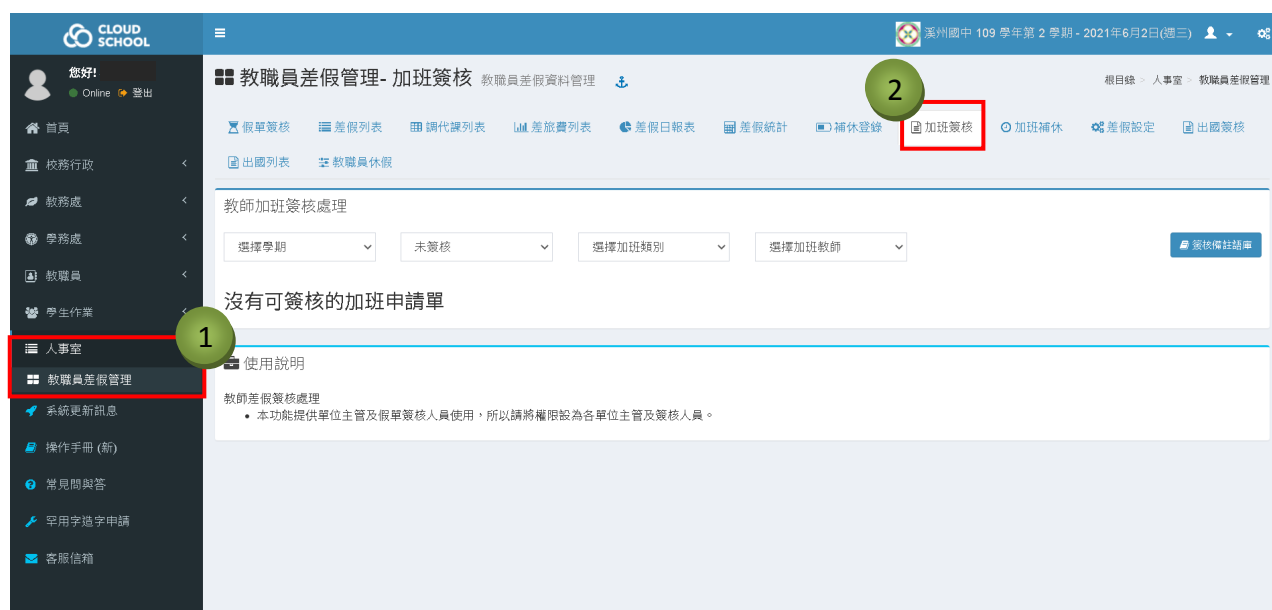 CLOUD
SCHOOL
溪州國中 109 學年第 2 學期 - 2021年6月2日(週三)
您好!
Online 登出
教職員差假管理- 加班簽核 教職員差假資料管理
根目錄 > 人事室 > 教職員差假管理
2
首頁
假單簽核 差假列表 調代課列表 差旅費列表 差假日報表 差假統計 補休登錄 加班簽核 加班補休 差假設定 出國簽核
校務行政
出國列表 教職員休假
教務處
教師加班簽核處理
學務處
選擇學期 未簽核 選擇加班類別 選擇加班教師 簽核備註語庫
教職員
沒有可簽核的加班申請單
學生作業
1
人事室
使用說明
教職員差假管理
教師差假簽核處理
系統更新訊息
• 本功能提供單位主管及假單簽核人員使用，所以請將權限設為各單位主管及簽核人員。
操作手冊 (新)
常見問與答
罕用字造字申請
客服信箱